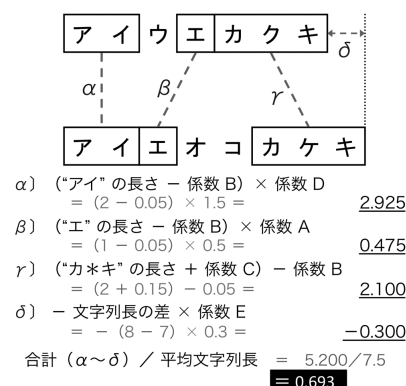 アイウエカクキ
δ
α
β
γ
アイエオコカケキ
α〕（“アイ” の長さ − 係数 B）× 係数 D
=（2 − 0.05）× 1.5 = 2.925
β〕（“エ” の長さ − 係数 B）× 係数 A
=（1 − 0.05）× 0.5 = 0.475
γ〕（“カ＊キ” の長さ + 係数 C）− 係数 B
=（2 + 0.15）− 0.05 = 2.100
δ〕 − 文字列長の差 × 係数 E
= −（8 − 7）× 0.3 = −0.300
合計（α〜δ）／ 平均文字列長 = 5.200/7.5
= 0.693